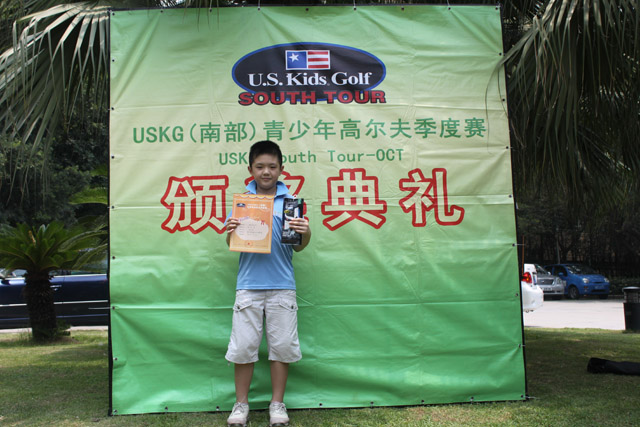 U.S. Kids Golf
SOUTH TOUR
USKG(南部)青少年高尔夫季度赛
South Tour-OCT
颁 典礼